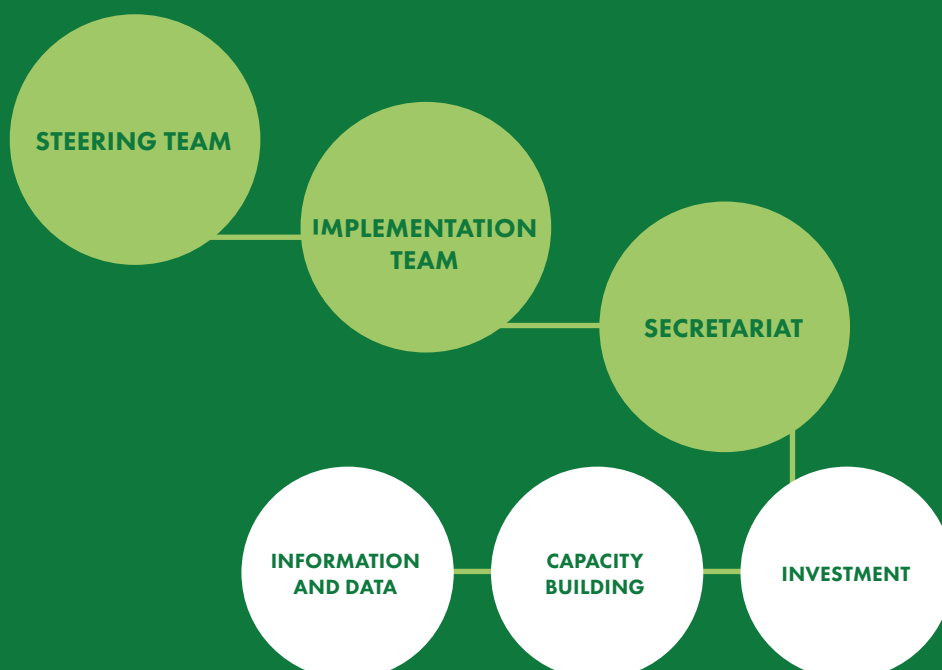 STEERING TEAM
IMPLEMENTATION
TEAM
SECRETARIAT
INFORMATION
AND DATA
CAPACITY
BUILDING
INVESTMENT